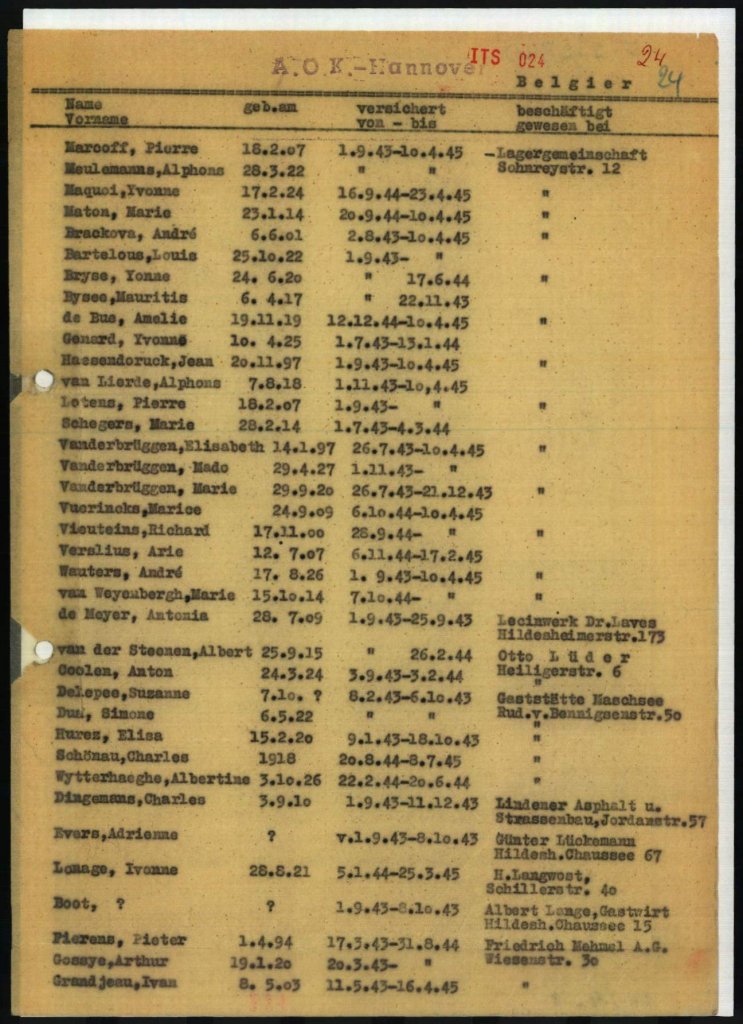 A.O.K.-Hannover ITS 024 24
Belgier 24
Name geb.am versichert beschäftigt
Vorname von - bis gewesen bei
Marcoff, Pierre 18.2.07 1.9.43-10.4.45 -Lagergemeinschaft
Meulemanns,Alphons 28.3.22 " " Sohnreystr. 12
Maquoi,Yvonne 17.2.24 16.9.44-23.4.45 "
Maton, Marie 23.1.14 20.9.44-10.4.45 "
Brackova, André 6.6.01 2.8.43-10.4.45 "
Bartelous,Louis 25.10.22 1.9.43- "
Bryse, Yonne 24. 6.20 " 17.6.44 "
Bysee,Mauritis 6. 4.17 " 22.11.43
de Bue, Amelie 19.11.19 12.12.44-10.4.45 "
Genard, Yvonne 10. 4.25 1.7.43-13.1.44
Haesendoruck,Jean 20.11.97 1.9.43-10.4.45 "
van Lierde,Alphons 7.8.18 1.11.43-10,4.45
Lotens, Pierre 18.2.07 1.9.43- " "
Schegers, Marie 28.2.14 1.7.43-4.3.44
Vanderbrüggen,Elisabeth 14.1.97 26.7.43-10.4.45 "
Vanderbrüggen, Mado 29.4.27 1.11.43- "
Vanderbrüggen, Marie 29.9.20 26.7.43-21.12.43 "
Vuerincks,Marice 24.9.09 6.10.44-10.4.45
Vieuteins,Richard 17.11.00 28.9.44- " "
Verslius, Arie 12. 7.07 6.11.44-17.2.45
Wauters, André 17. 8.26 1. 9.43-10.4.45 "
van Weyenbergh,Marie 15.10.14 7.10.44- " "
de Meyer, Antonia 28. 7.09 1.9.43-25.9.43 Lecinwerk Dr.Laves
Hildesheimerstr.173
van der Steenen,Albert 25.9.15 " 26.2.44 Otto Lüder
Coolen, Anton 24.3.24 3.9.43-3.2.44 Heiligerstr. 6
"
Delepee,Suzanne 7.10. ? 8.2.43-6.10.43 Gaststätte Maschsee
Dum, Simone 6.5.22 " " Rud.v.Bennigsenstr.50
"
Hurez, Elisa 15.2.20 9.1.43-18.10.43 "
Schönau,Charles 1918 20.8.44-8.7.45 "
Wytterhaeghe,Albertine 3.10.26 22.2.44-20.6.44 "
Dingemans,Charles 3.9.10 1.9.43-11.12.43 Lindener Asphalt u.
Strassenbau,Jordanstr.57
Evers,Adrienne ? v.1.9.43-8.10.43 Günter Lückemann
Hildesh.Chaussee 67
Lomage, Ivonne 28.8.21 5.1.44-25.3.45 H.Langwost,
Schillerstr. 40
Boot, ? ? 1.9.43-8.10.43 Albert Lange,Gastwirt
Hildesh.Chaussee 15
Pierens, Pieter 1.4.94 17.3.43-31.8.44 Friedrich Mehmel A.G.
Gossye,Arthur 19.1.20 20.3.43- " Wiesenstr. 30
Grandjeau,Ivan 8. 5.03 11.5.43-16.4.45 "